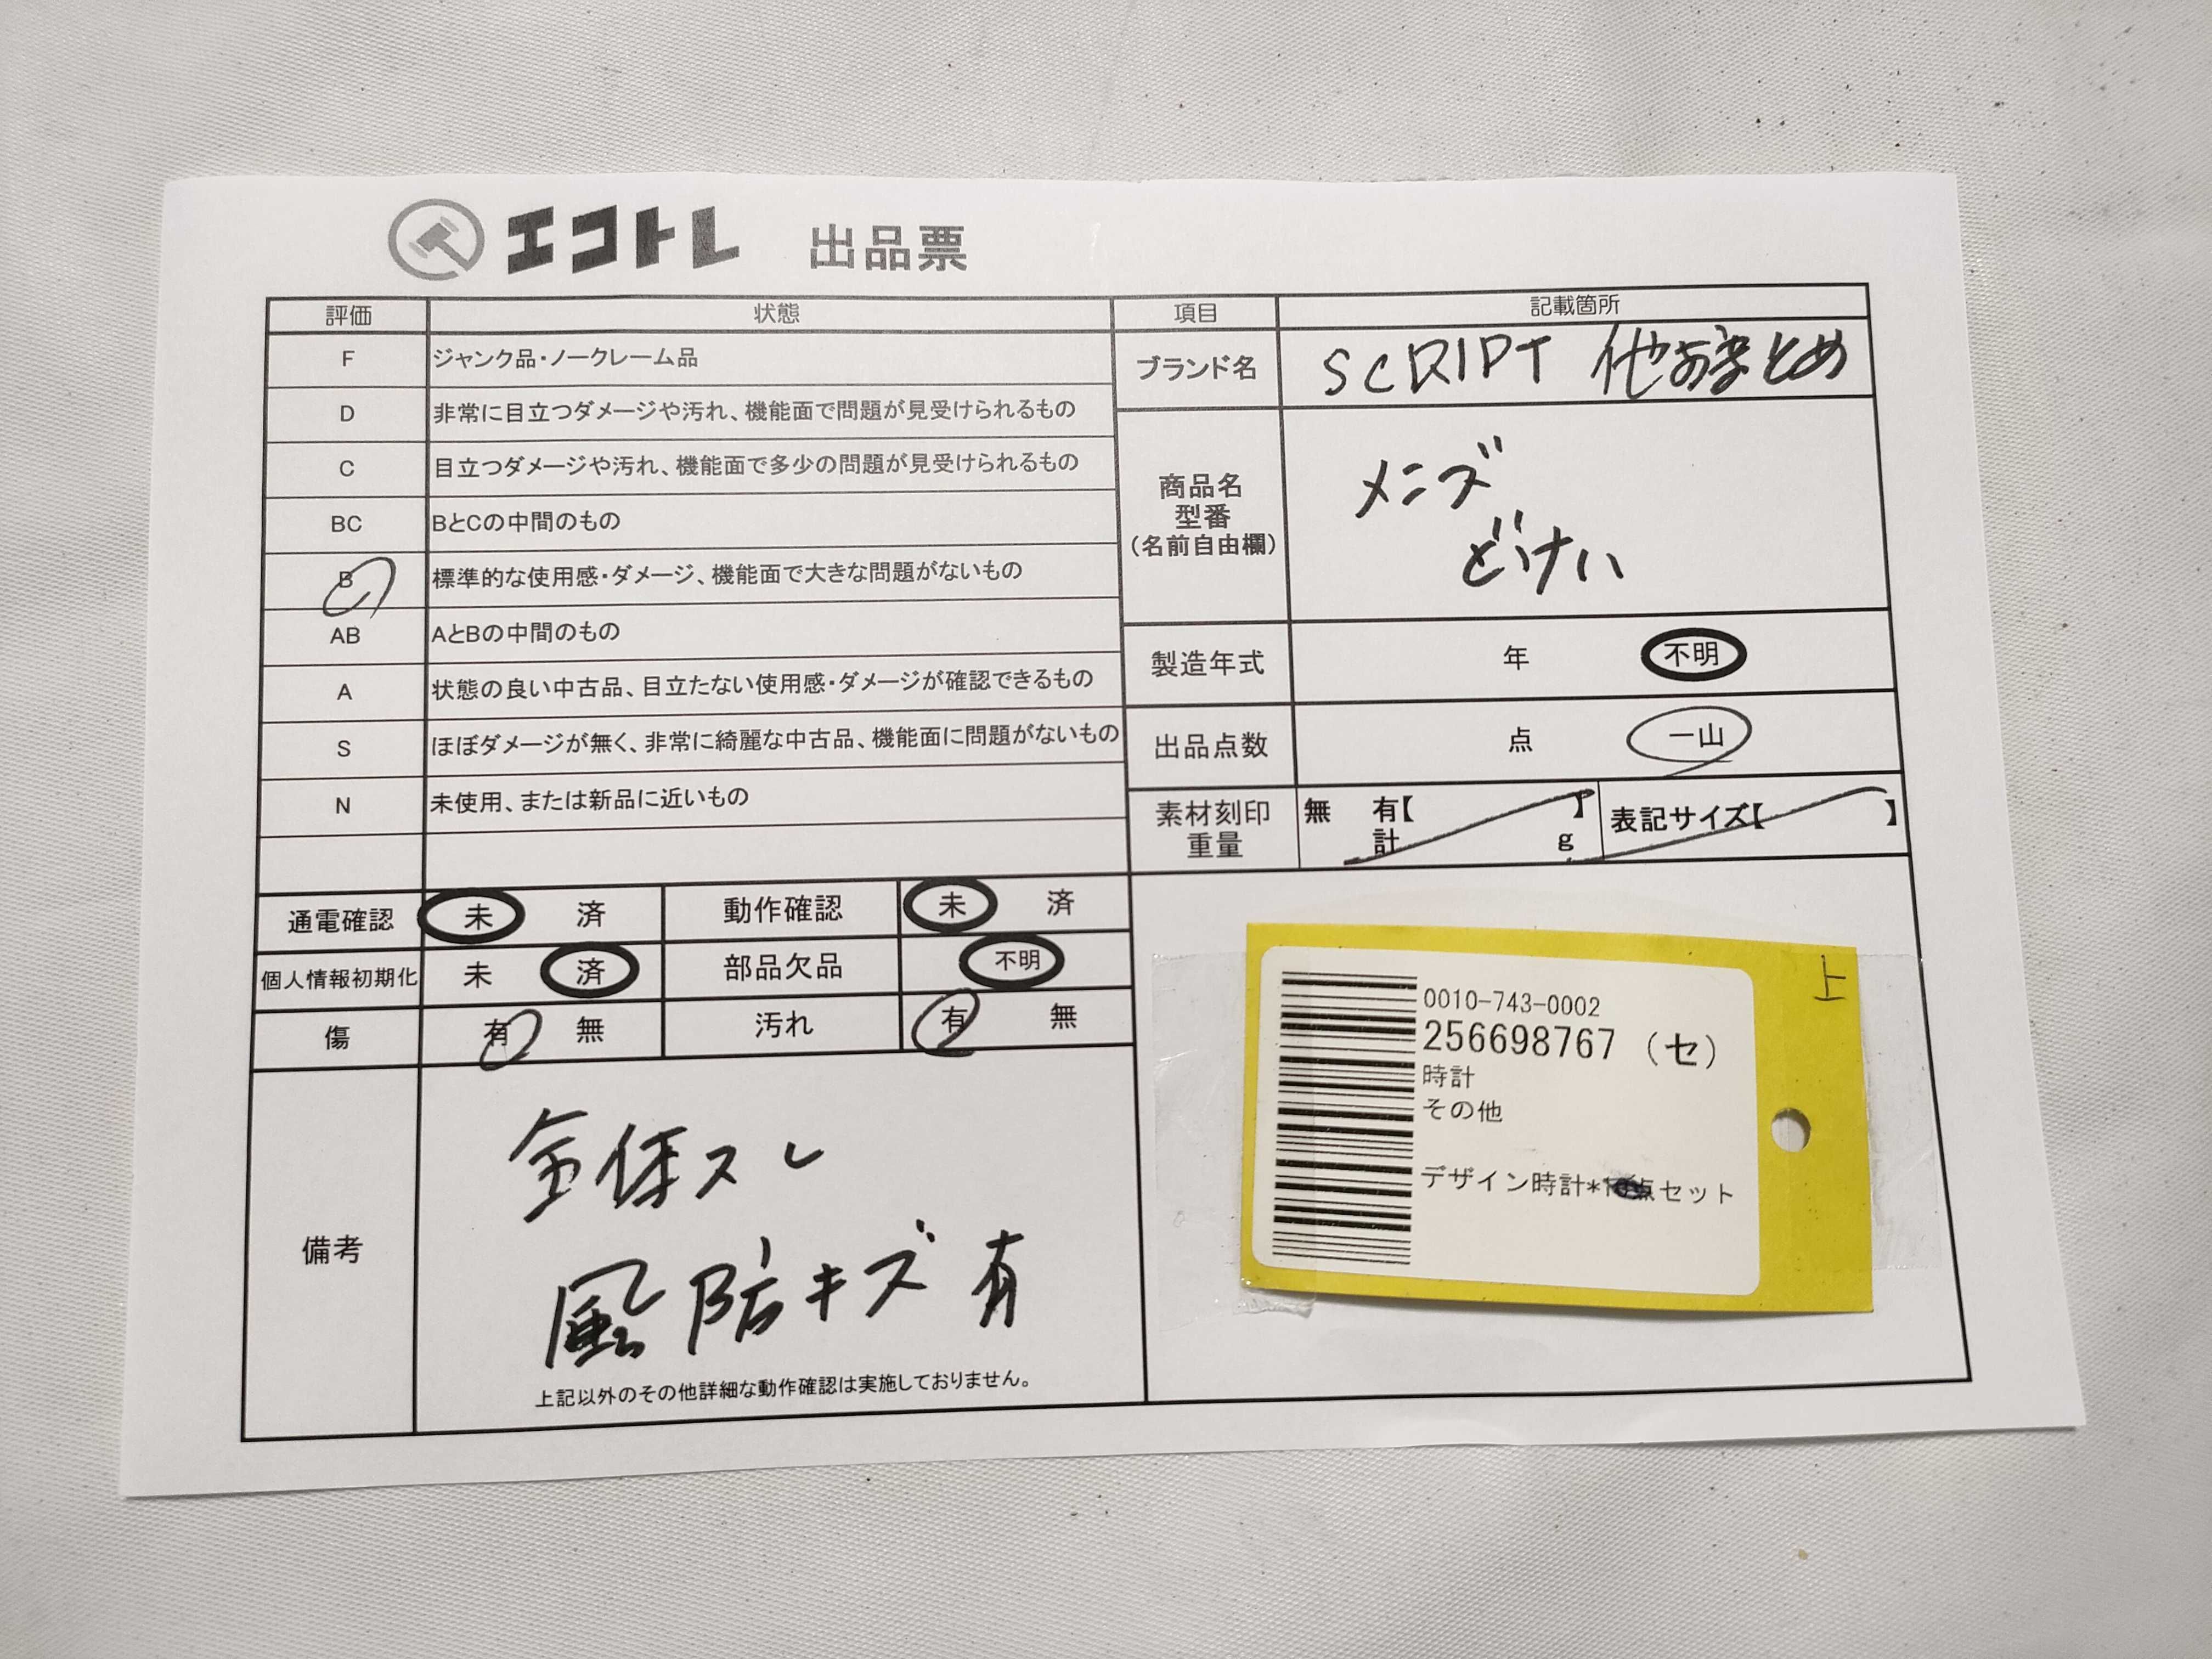 エコトレ 出品票
評価 状態 項目 記載箇所
F ジャンク品・ノークレーム品
D 非常に目立つダメージや汚れ、機能面で問題が見受けられるもの
C 目立つダメージや汚れ、機能面で多少の問題が見受けられるもの
BC BとCの中間のもの
B 標準的な使用感・ダメージ、機能面で大きな問題がないもの
AB AとBの中間のもの
A 状態の良い中古品、目立たない使用感・ダメージが確認できるもの
S ほぼダメージが無く、非常に綺麗な中古品、機能面に問題がないもの
N 未使用、または新品に近いもの
ブランド名 SCRIPT 他おまとめ
商品名
型番
(名前自由欄)
メンズ
どけい
製造年式 年 不明
出品点数 点 一山
素材刻印
重量
無 有【 】
計 g
表記サイズ【 】
通電確認 未 済 動作確認 未 済
個人情報初期化 未 済 部品欠品 不明
傷 有 無 汚れ 有 無
備考
全体スレ
風防キズ有
上記以外のその他詳細な動作確認は実施しておりません。
上
0010-743-0002
256698767 (セ)
時計
その他
デザイン時計*点セット